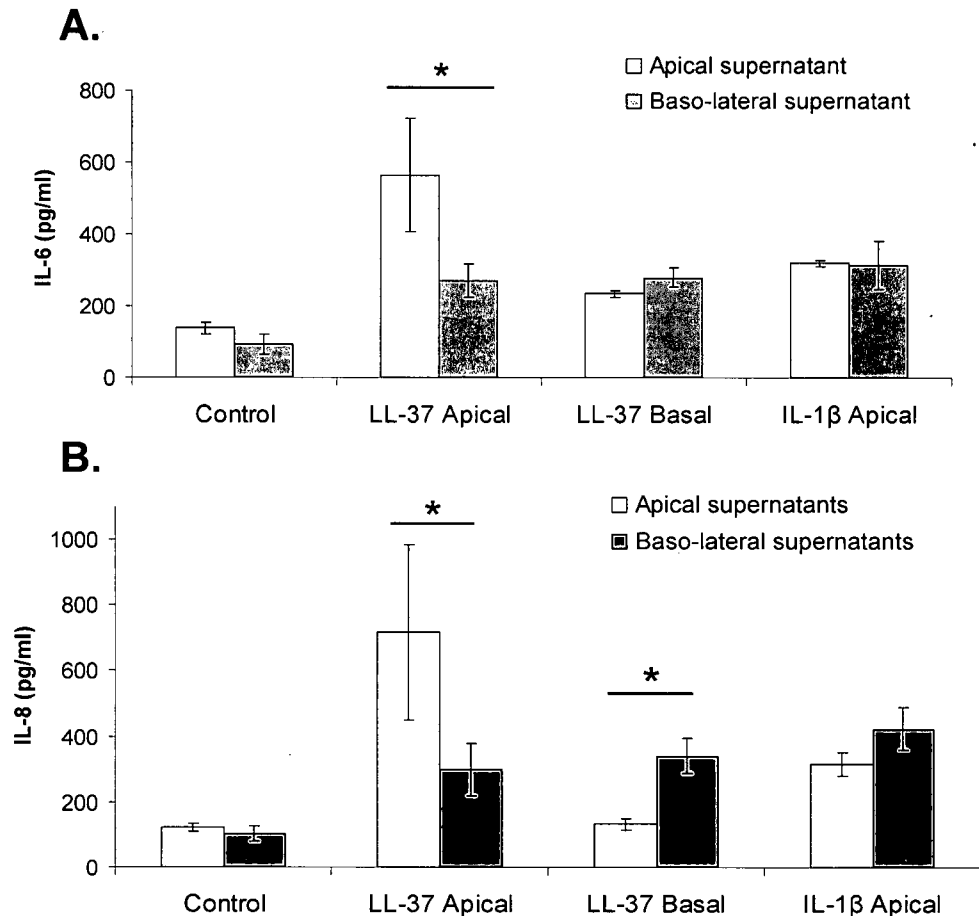 A.
*
Apical supernatant
Baso-lateral supernatant
800
600
400
200
0
IL-6 (pg/ml)
Control
LL-37 Apical
LL-37 Basal
IL-1β Apical
B.
*
*
Apical supernatants
Baso-lateral supernatants
1000
800
600
400
200
0
IL-8 (pg/ml)
Control
LL-37 Apical
LL-37 Basal
IL-1β Apical